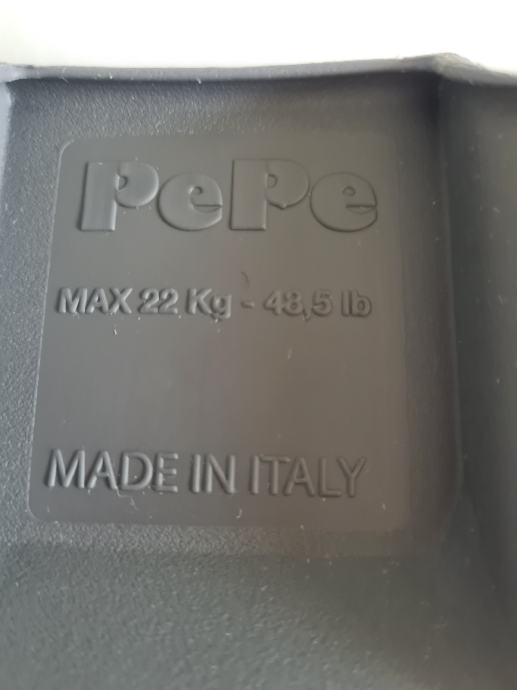 PePe
MAX 22 Kg - 48,5 lb
MADE IN ITALY